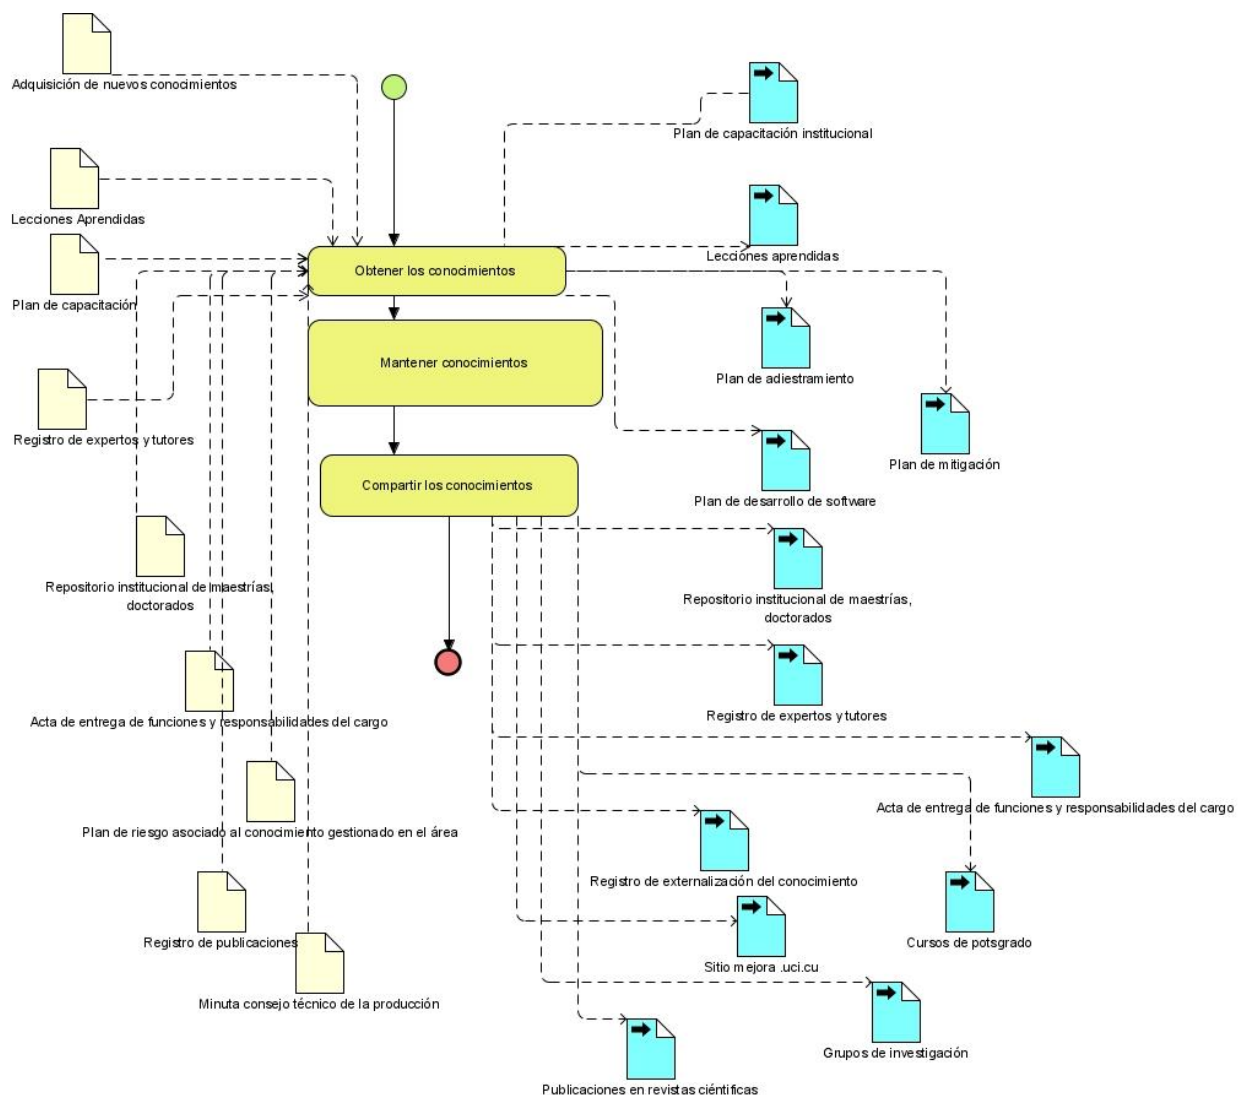 Adquisición de nuevos conocimientos
Plan de capacitación institucional
Lecciones Aprendidas
Lecciones aprendidas
Obtener los conocimientos
Plan de capacitación
Mantener conocimientos
Plan de adiestramiento
Registro de expertos y tutores
Plan de mitigación
Compartir los conocimientos
Plan de desarrollo de software
Repositorio institucional de maestrías,
doctorados
Repositorio institucional de maestrías,
doctorados
Registro de expertos y tutores
Acta de entrega de funciones y responsabilidades del cargo
Acta de entrega de funciones y responsabilidades del cargo
Plan de riesgo asociado al conocimiento gestionado en el área
Registro de externalización del conocimiento
Registro de publicaciones
Cursos de potsgrado
Sitio mejora .uci.cu
Minuta consejo técnico de la producción
Grupos de investigación
Publicaciones en revistas ciéntificas